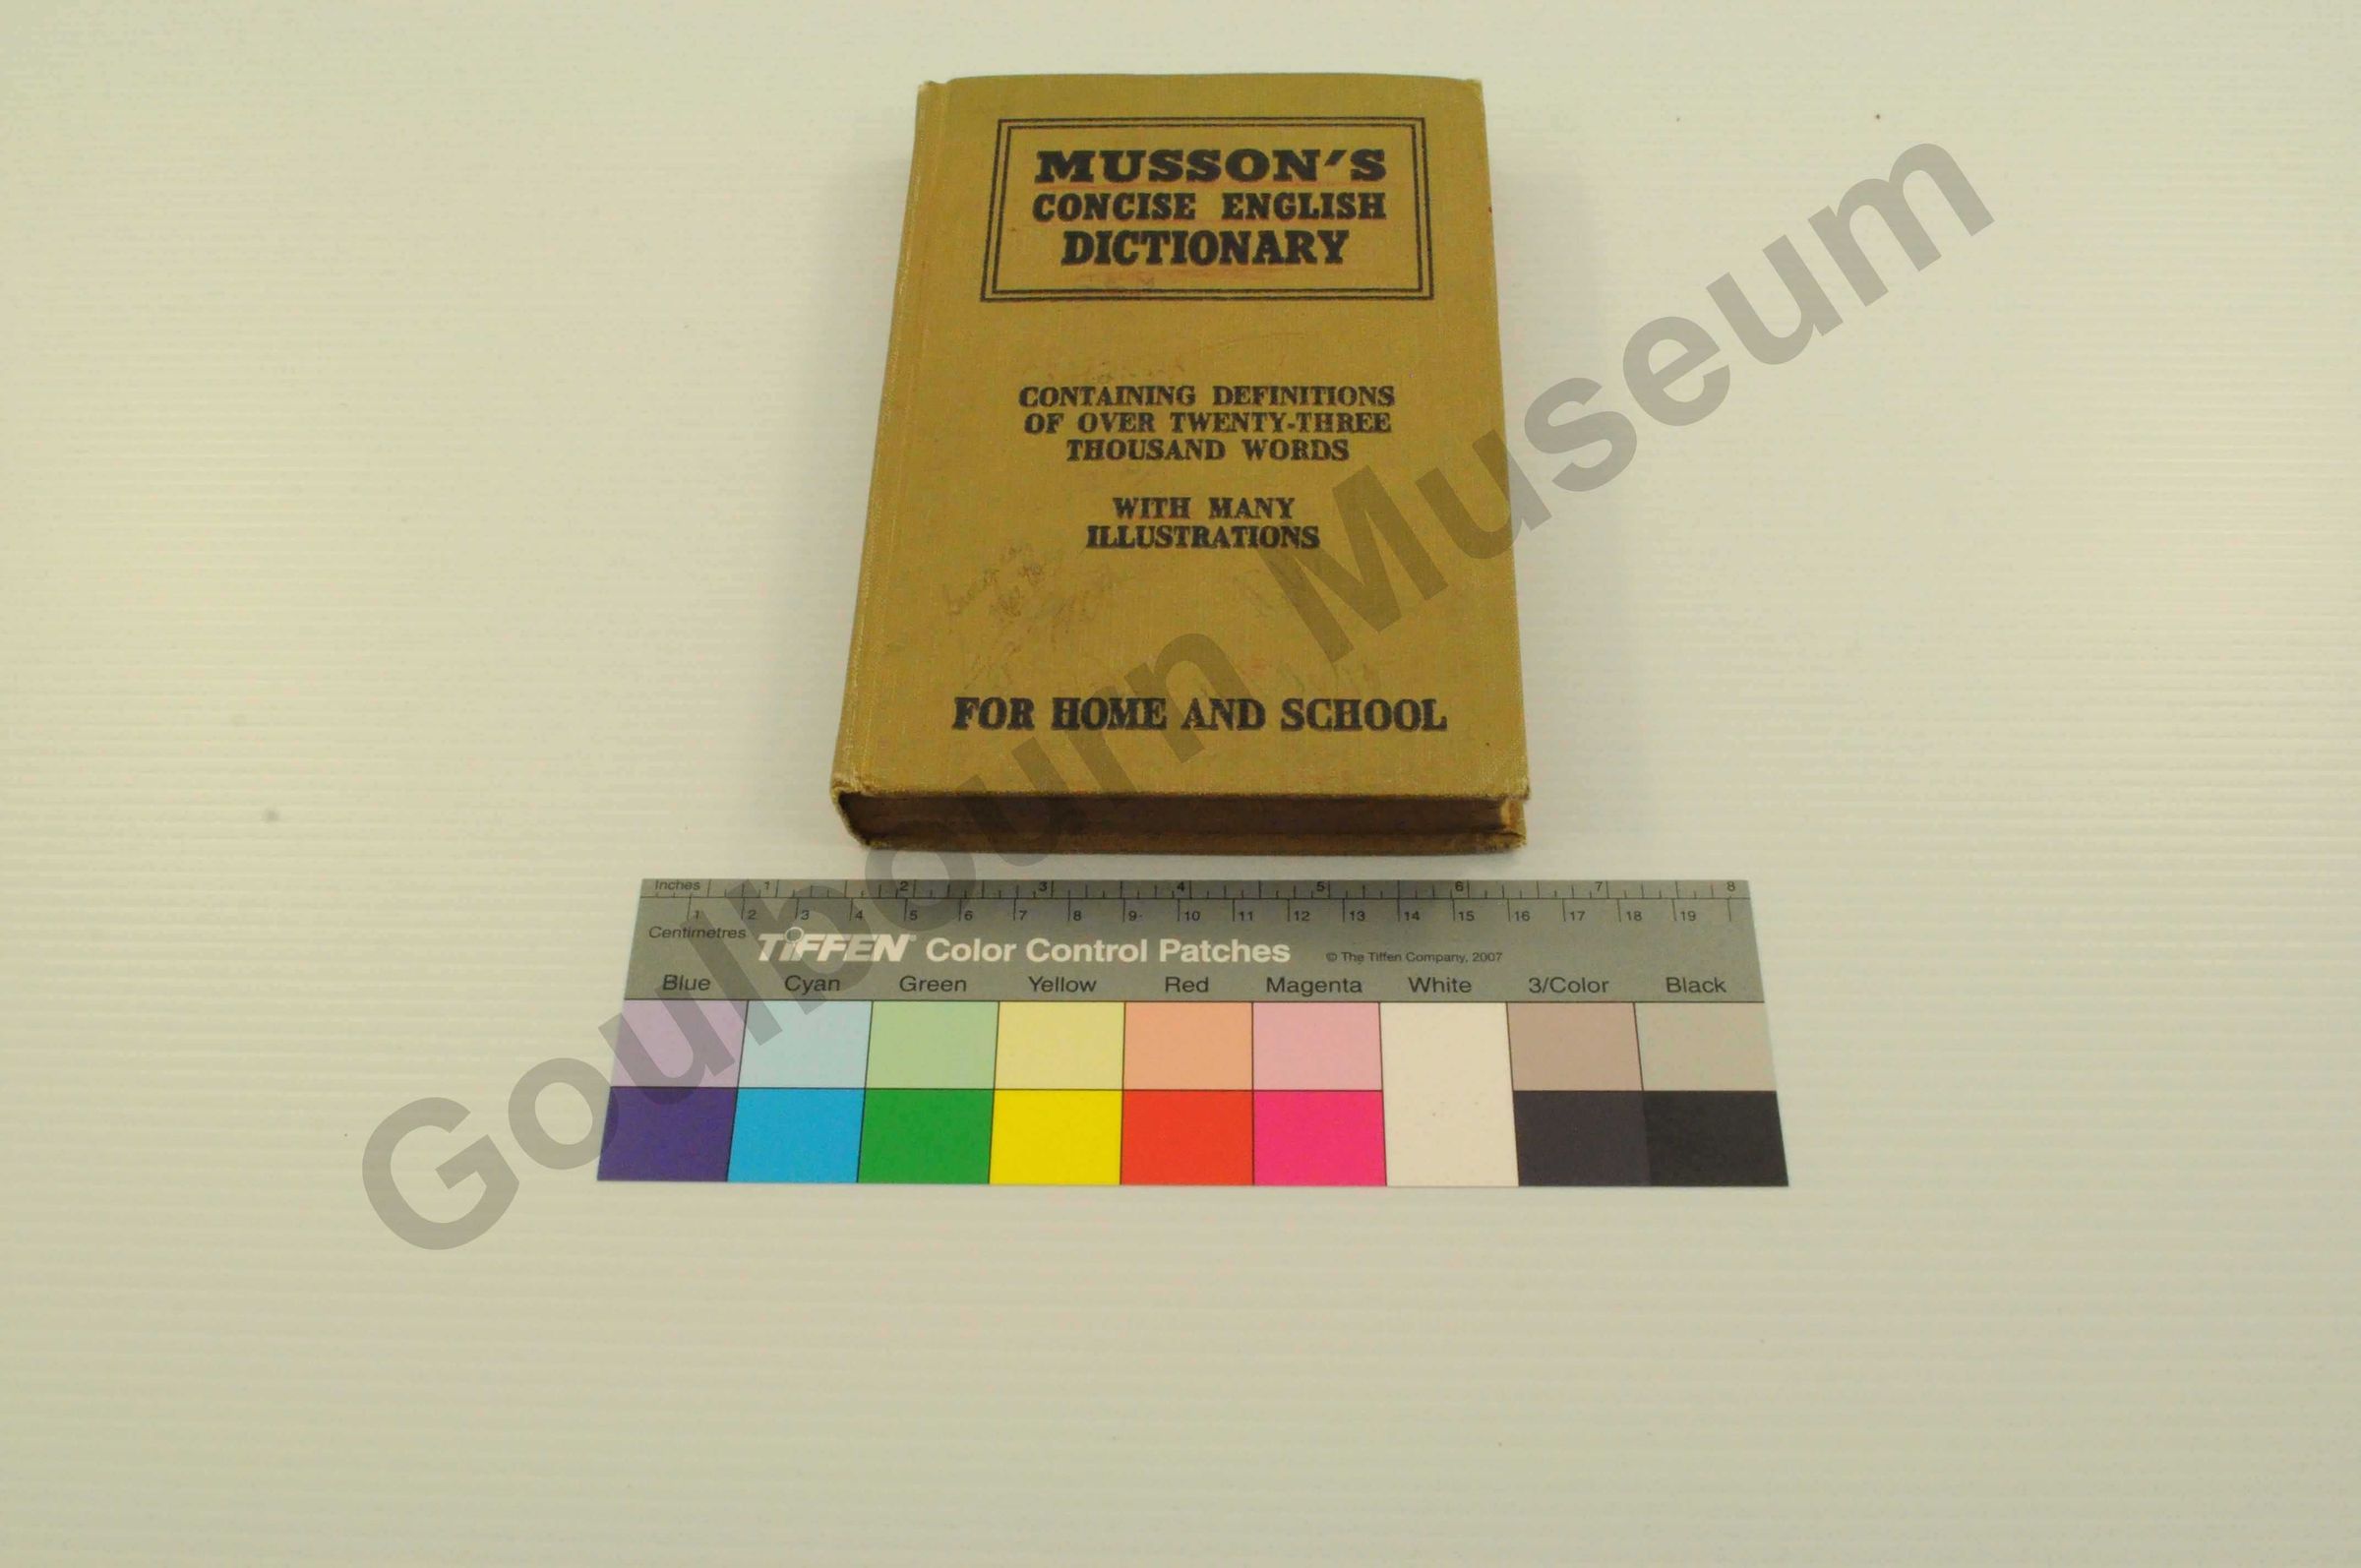 MUSSON'S
CONCISE ENGLISH
DICTIONARY
CONTAINING DEFINITIONS
OF OVER TWENTY-THREE
THOUSAND WORDS
WITH MANY
ILLUSTRATIONS
FOR HOME AND SCHOOL
Goulbourn Museum
Inches 1 2 3 4 5 6 7 8
1 2 3 4 5 6 7 8 9 10 11 12 13 14 15 16 17 18 19
Centimetres
TIFFEN Color Control Patches © The Tiffen Company, 2007
Blue Cyan Green Yellow Red Magenta White 3/Color Black